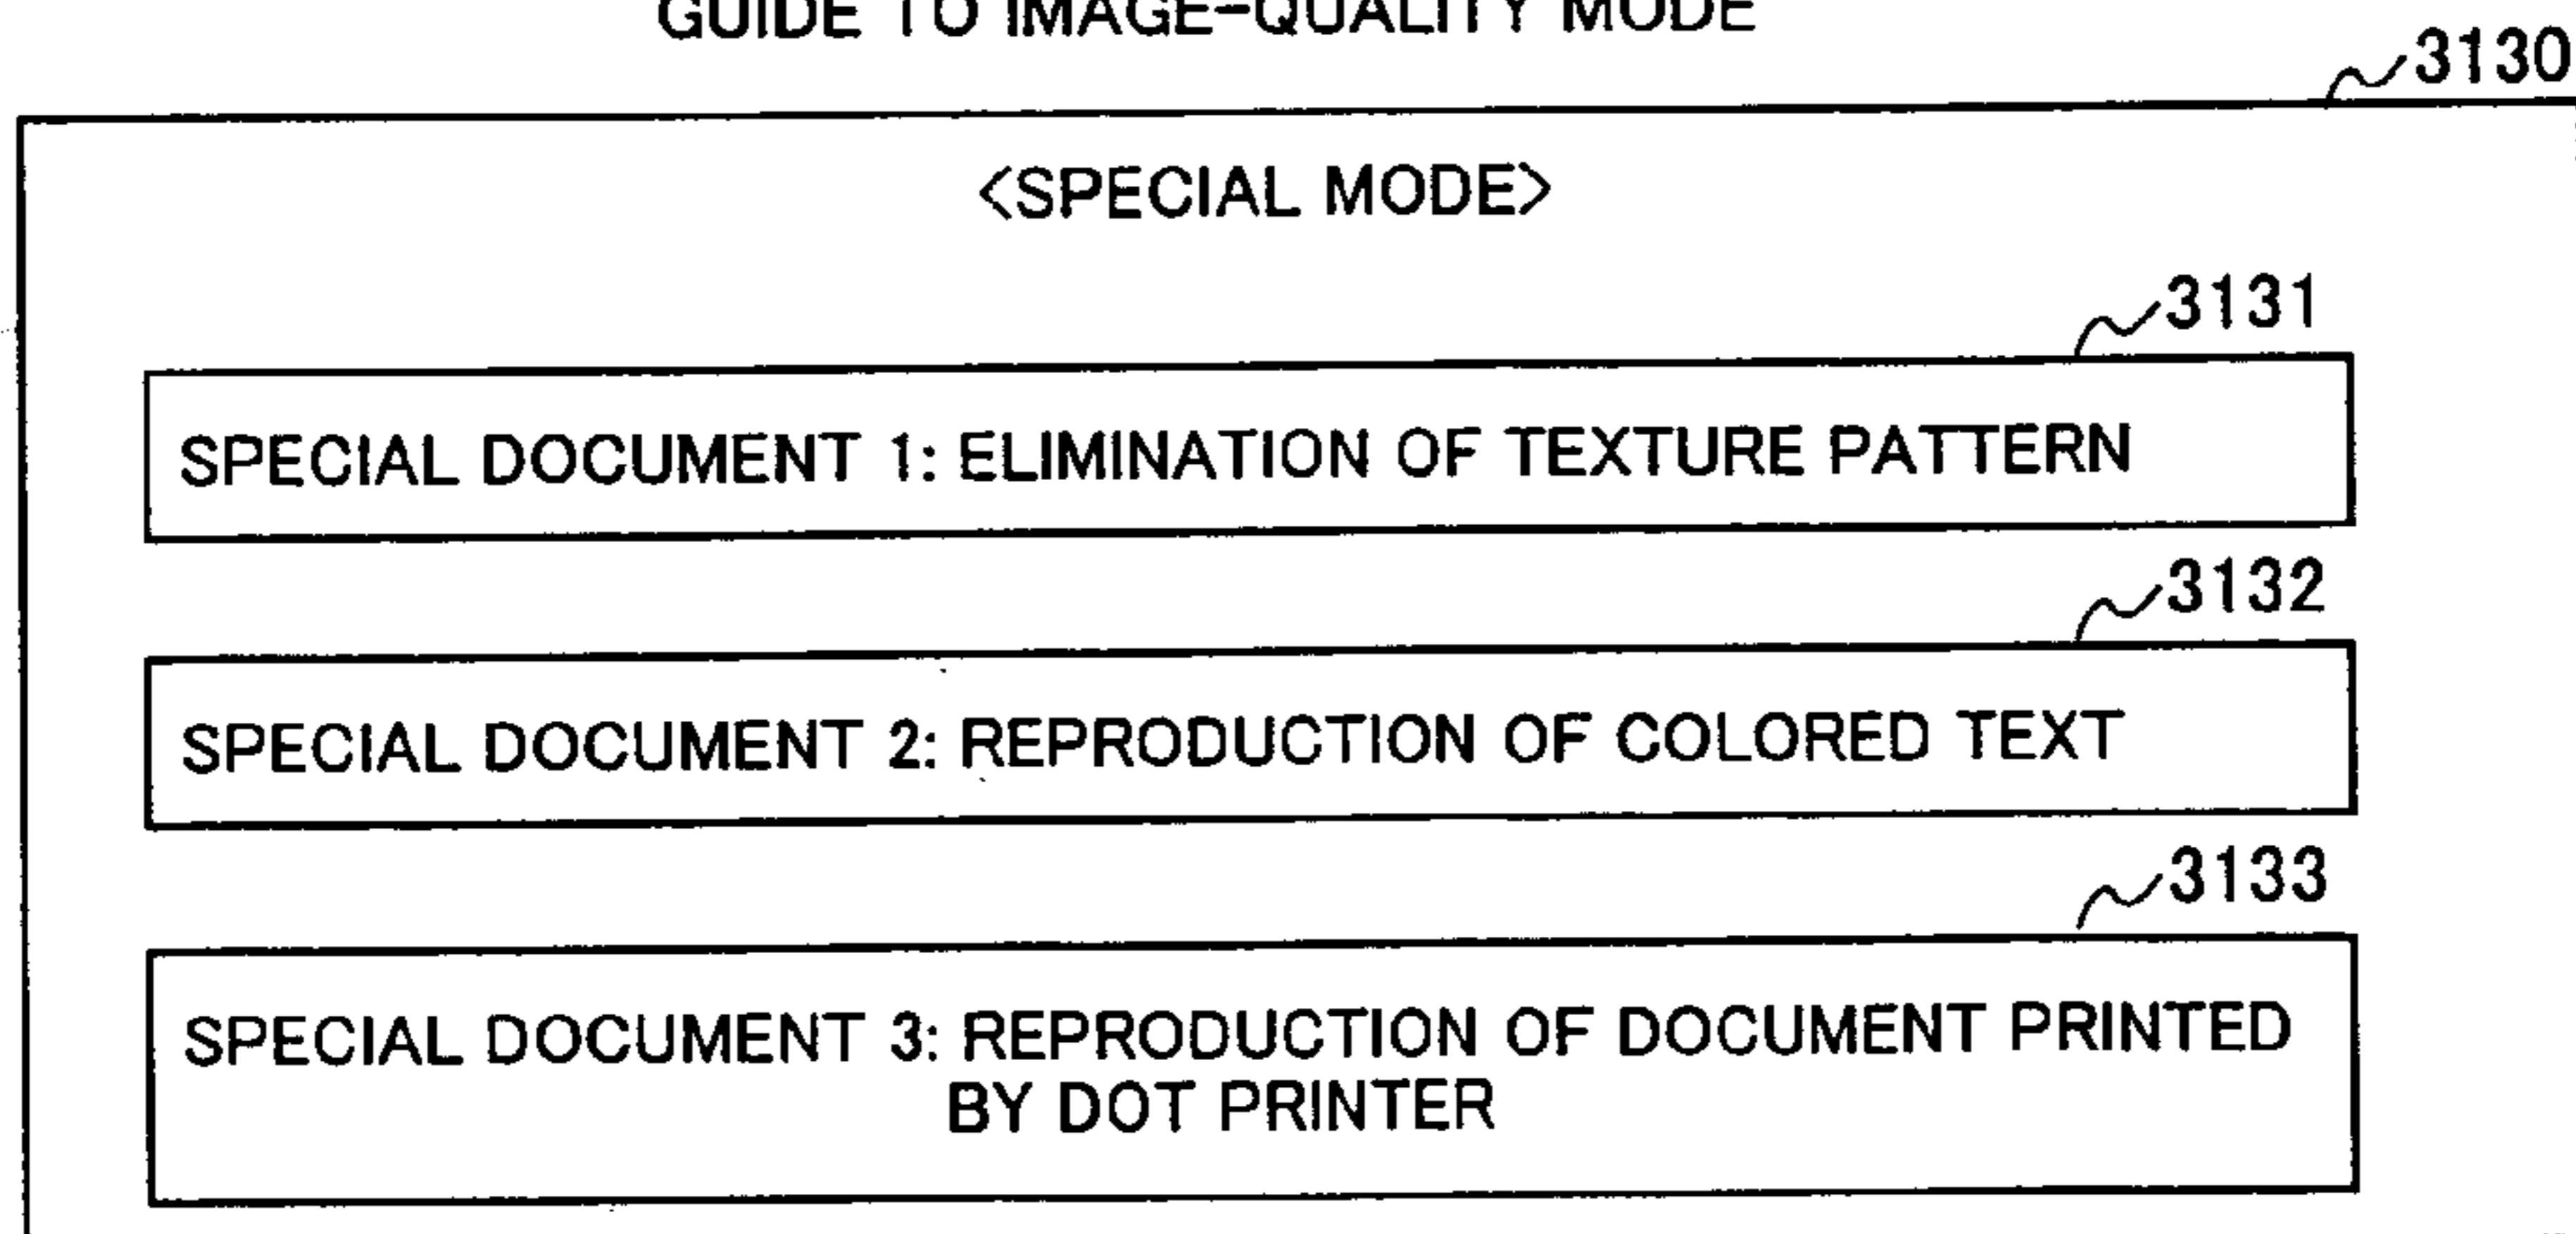 GUIDE TO IMAGE-QUALITY MODE
3130
<SPECIAL MODE>
3131
SPECIAL DOCUMENT 1: ELIMINATION OF TEXTURE PATTERN
3132
SPECIAL DOCUMENT 2: REPRODUCTION OF COLORED TEXT
3133
SPECIAL DOCUMENT 3: REPRODUCTION OF DOCUMENT PRINTED
BY DOT PRINTER